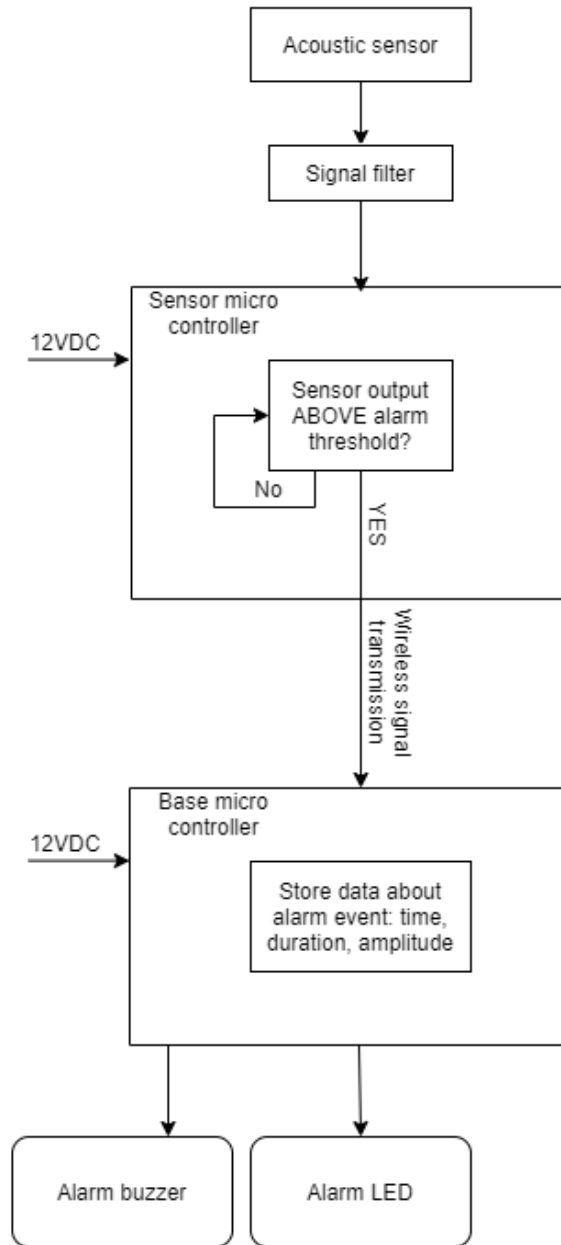 Acoustic sensor
Signal filter
Sensor micro
controller
12VDC
Sensor output
ABOVE alarm
threshold?
No
YES
Wireless signal
transmission
Base micro
controller
12VDC
Store data about
alarm event: time,
duration, amplitude
Alarm buzzer
Alarm LED